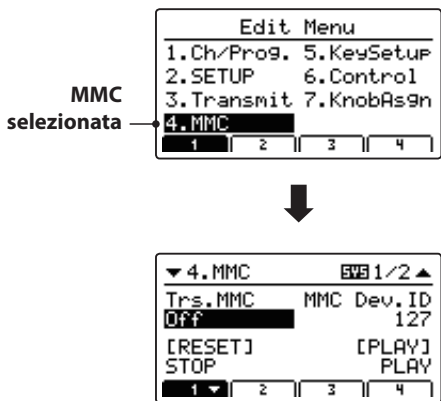 Edit Menu
1.Ch/Prog. 5.KeySetup
2.SETUP 6.Control
3.Transmit 7.KnobAsgn
4.MMC
1 2 3 4
MMC
selezionata
▼4.MMC SYS 1/2▲
Trs.MMC MMC Dev.ID
Off 127
[RESET] [PLAY]
STOP PLAY
1 ▼ 2 3 4